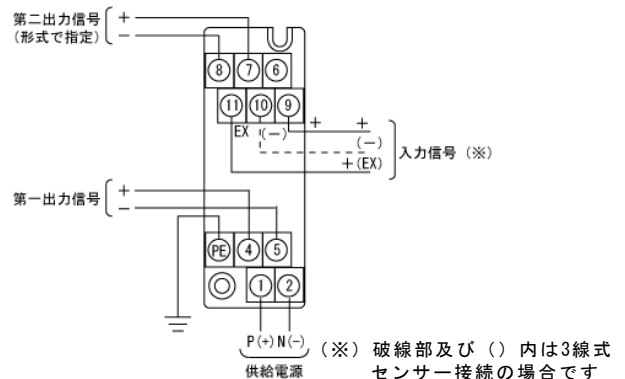 第二出力信号 +
(形式で指定) −
8 7 6
11 10 9
EX (−) + +
(−)
入力信号 (※)
+(EX)
第一出力信号 +
−
PE 4 5
1 2
P(+) N(−)
供給電源
(※) 破線部及び () 内は3線式
センサー接続の場合です